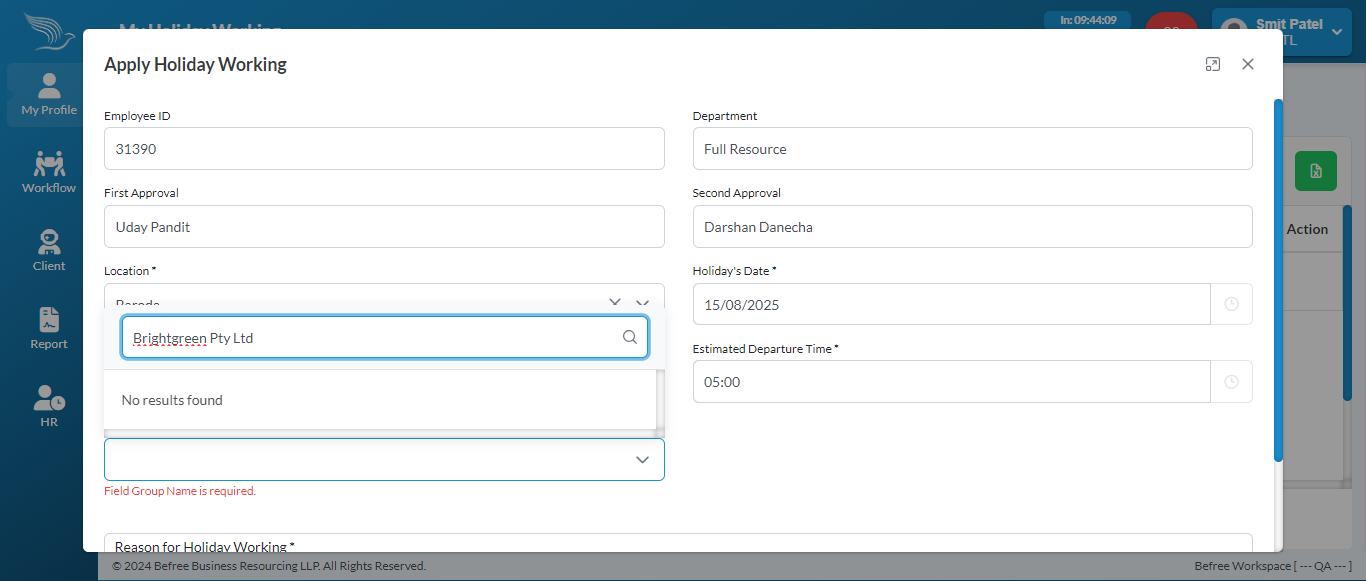 My Holiday Working
In: 09:44:09
Smit Patel
TL
My Profile
Workflow
Client
Report
HR
Apply Holiday Working
Employee ID
31390
Department
Full Resource
First Approval
Uday Pandit
Second Approval
Darshan Danecha
Location *
Baroda
Holiday's Date *
15/08/2025
Brightgreen Pty Ltd
No results found
Estimated Departure Time *
05:00
Field Group Name is required.
Reason for Holiday Working *
Action
© 2024 Befree Business Resourcing LLP. All Rights Reserved.
Befree Workspace [ --- QA --- ]